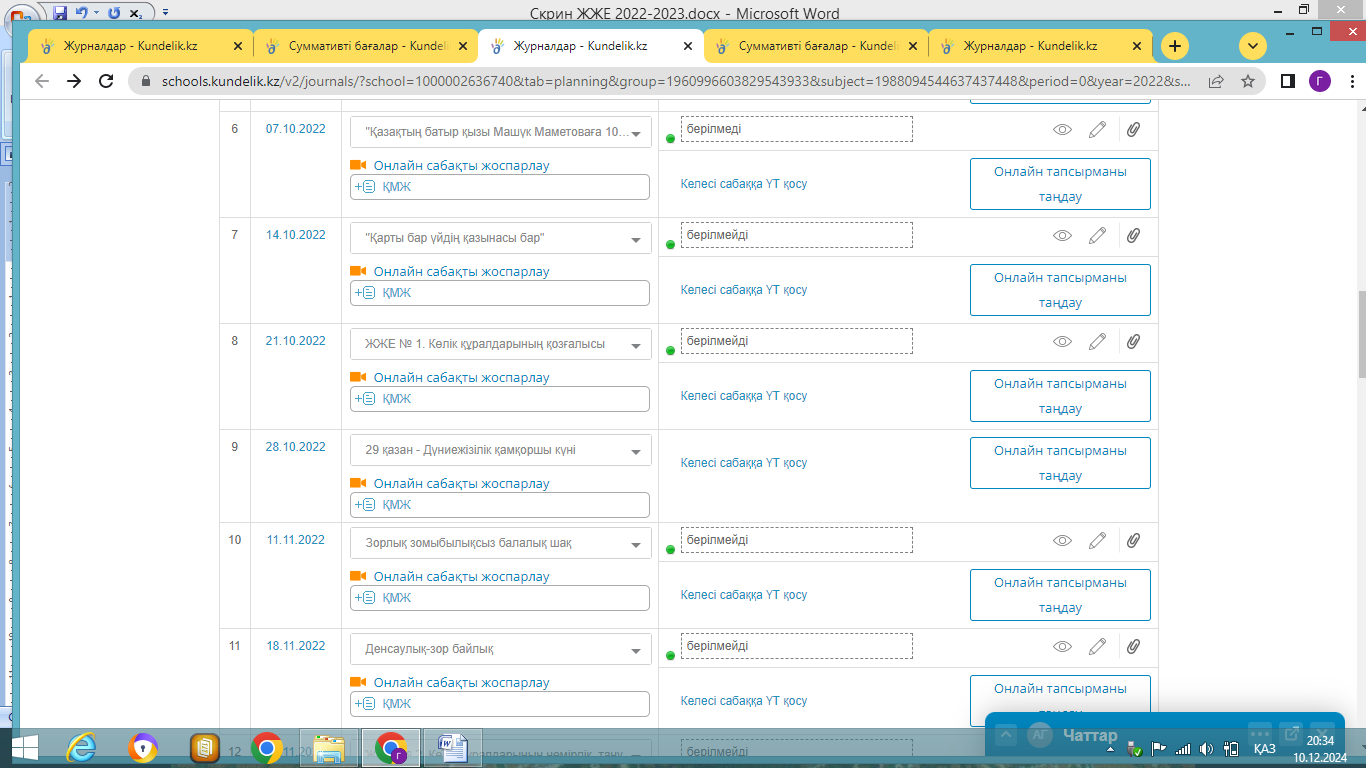 Скрин ЖЖЕ 2022-2023.docx - Microsoft Word
Журналдар - Kundelik.kz
Суммативті бағалар - Kundeli
Журналдар - Kundelik.kz
Суммативті бағалар - Kundeli
Журналдар - Kundelik.kz
schools.kundelik.kz/v2/journals/?school=1000002636740&tab=planning&group=1960996603829543933&subject=1988094544637437448&period=0&year=2022&s...
Г
6 07.10.2022 "Қазақтың батыр қызы Мәшүк Маметоваға 10... берілмеді
Онлайн сабақты жоспарлау
ҚМЖ
Келесі сабаққа ҮТ қосу
Онлайн тапсырманы
таңдау
7 14.10.2022 "Қарты бар үйдің қазынасы бар" берілмейді
Онлайн сабақты жоспарлау
ҚМЖ
Келесі сабаққа ҮТ қосу
Онлайн тапсырманы
таңдау
8 21.10.2022 ЖЖЕ № 1. Көлік құралдарының қозғалысы берілмейді
Онлайн сабақты жоспарлау
ҚМЖ
Келесі сабаққа ҮТ қосу
Онлайн тапсырманы
таңдау
9 28.10.2022 29 қазан - Дүниежізілік қамқоршы күні
Онлайн сабақты жоспарлау
ҚМЖ
Келесі сабаққа ҮТ қосу
Онлайн тапсырманы
таңдау
10 11.11.2022 Зорлық зомбылықсыз балалық шақ берілмейді
Онлайн сабақты жоспарлау
ҚМЖ
Келесі сабаққа ҮТ қосу
Онлайн тапсырманы
таңдау
11 18.11.2022 Денсаулық-зор байлық берілмейді
Онлайн сабақты жоспарлау
ҚМЖ
Келесі сабаққа ҮТ қосу
Онлайн тапсырманы
таңдау
АГ Чаттар
12 берілмейді
ҚАЗ
20:34
10.12.2024